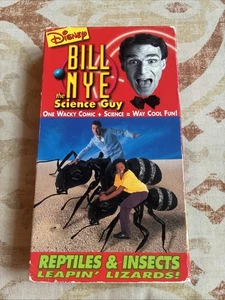 Disney
BILL
NYE
the
Science Guy
ONE WACKY COMIC + SCIENCE = WAY COOL FUN!
REPTILES & INSECTS
LEAPIN' LIZARDS!